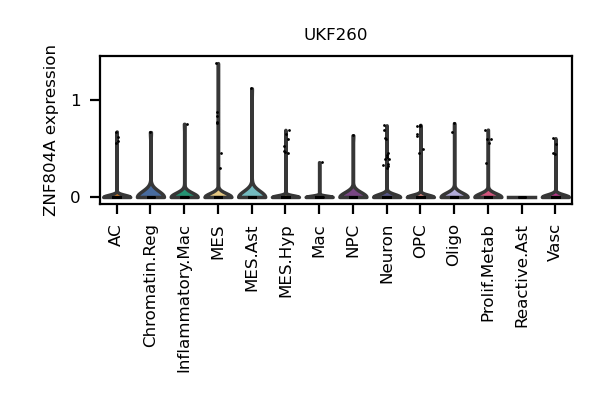 UKF260
ZNF804A expression
1
0
AC
Chromatin.Reg
Inflammatory.Mac
MES
MES.Ast
MES.Hyp
Mac
NPC
Neuron
OPC
Oligo
Prolif.Metab
Reactive.Ast
Vasc